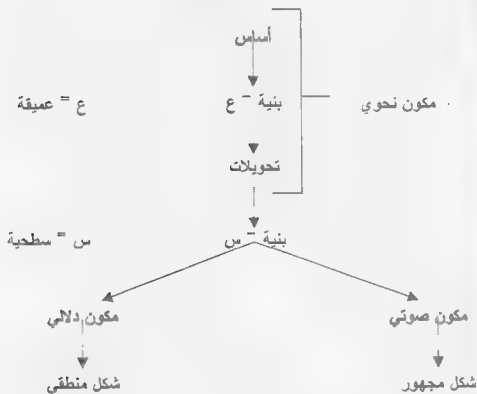 أساس
مكون نحوي
بنية - ع
ع = عميقة
تحويلات
بنية - س
س = سطحية
مكون صوتي
مكون دلالي
شكل مجهور
شكل منطقي